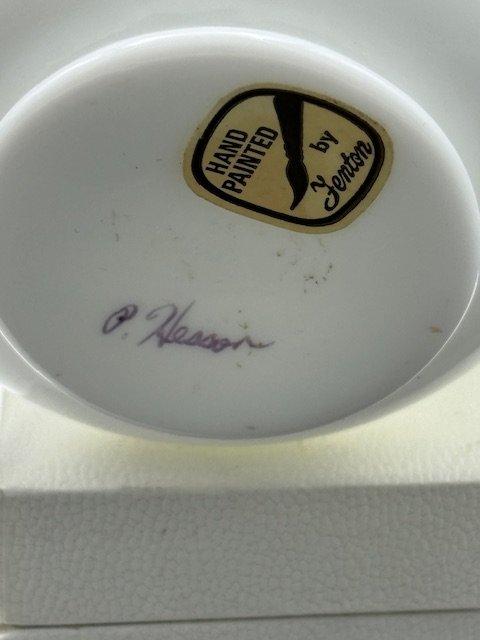 HAND
PAINTED
by
Fenton
P. Hesson